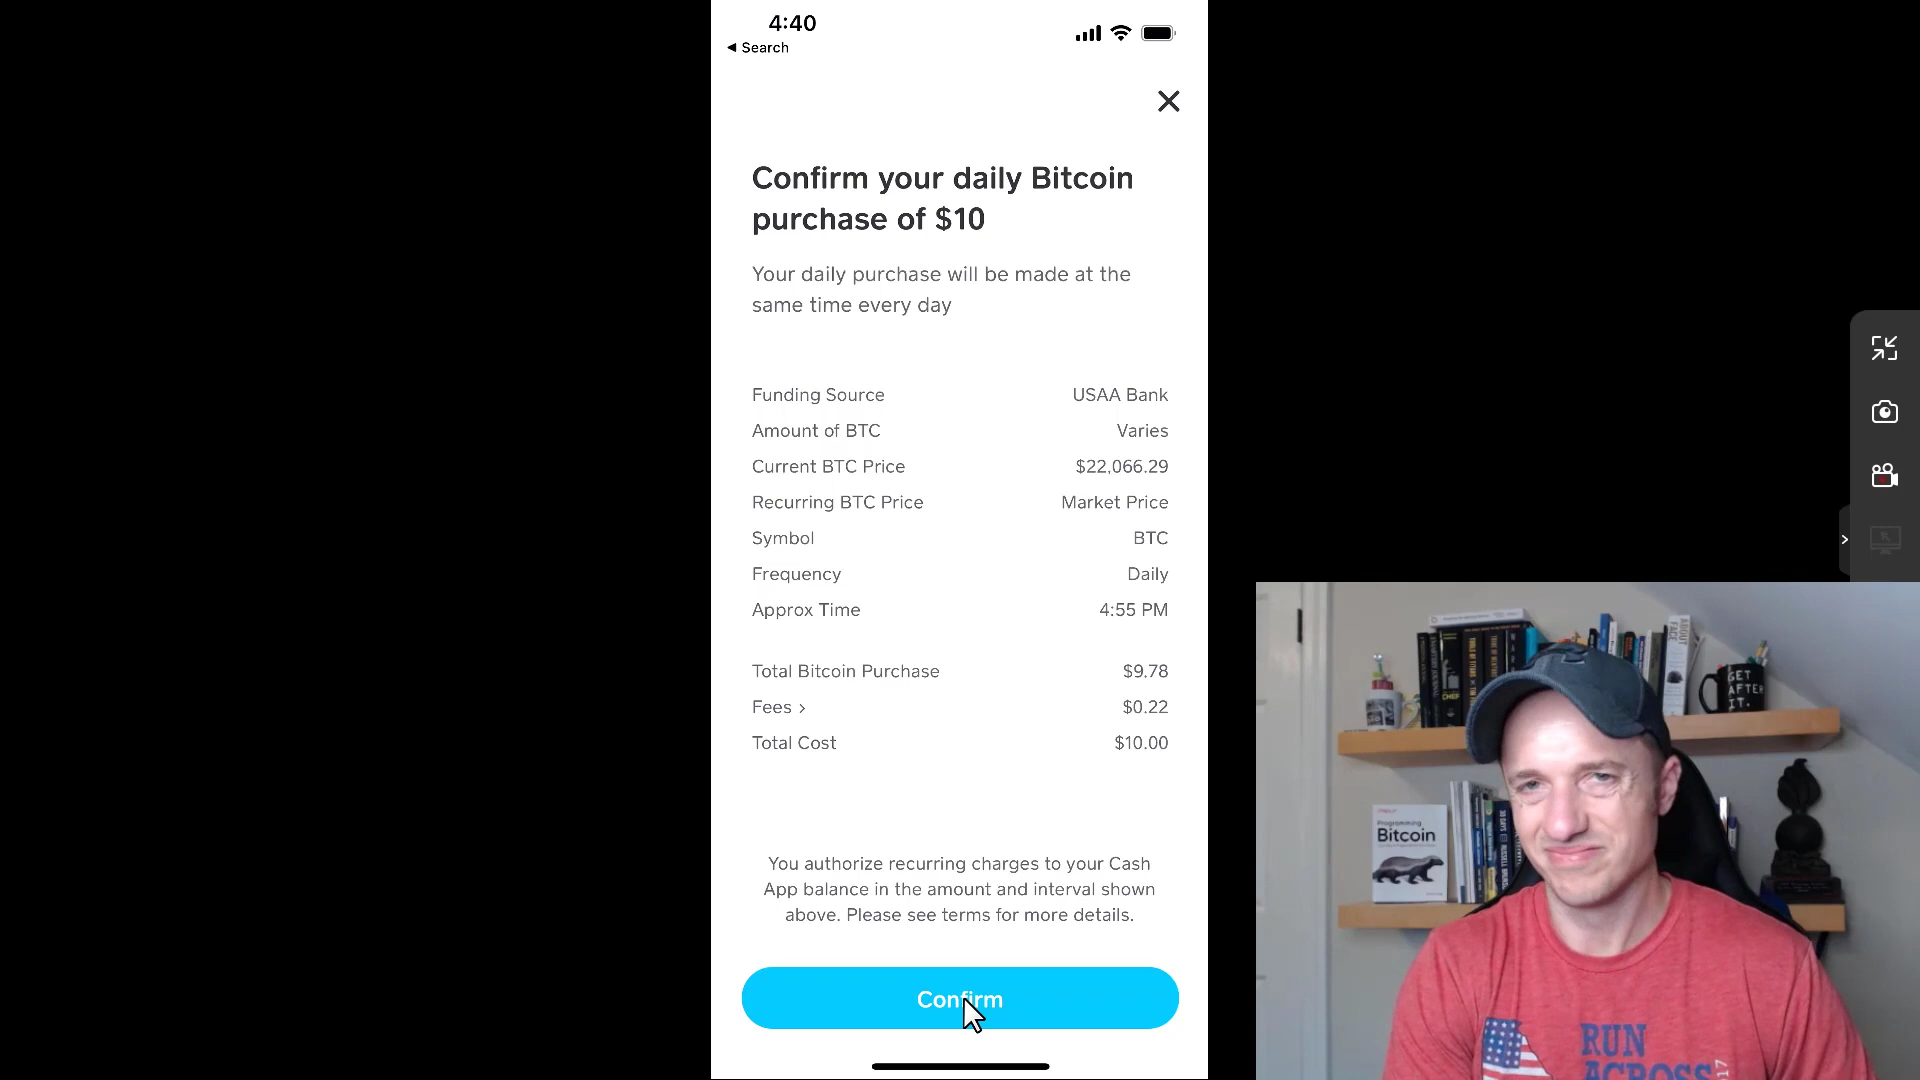 4:40
Search
Confirm your daily Bitcoin
purchase of $10
Your daily purchase will be made at the
same time every day
Funding Source USAA Bank
Amount of BTC Varies
Current BTC Price $22,066.29
Recurring BTC Price Market Price
Symbol BTC
Frequency Daily
Approx Time 4:55 PM
Total Bitcoin Purchase $9.78
Fees > $0.22
Total Cost $10.00
You authorize recurring charges to your Cash
App balance in the amount and interval shown
above. Please see terms for more details.
Confirm
ABOUT
FACE
GET
AFTER
IT.
Programming
Bitcoin
RUN
ACROSS